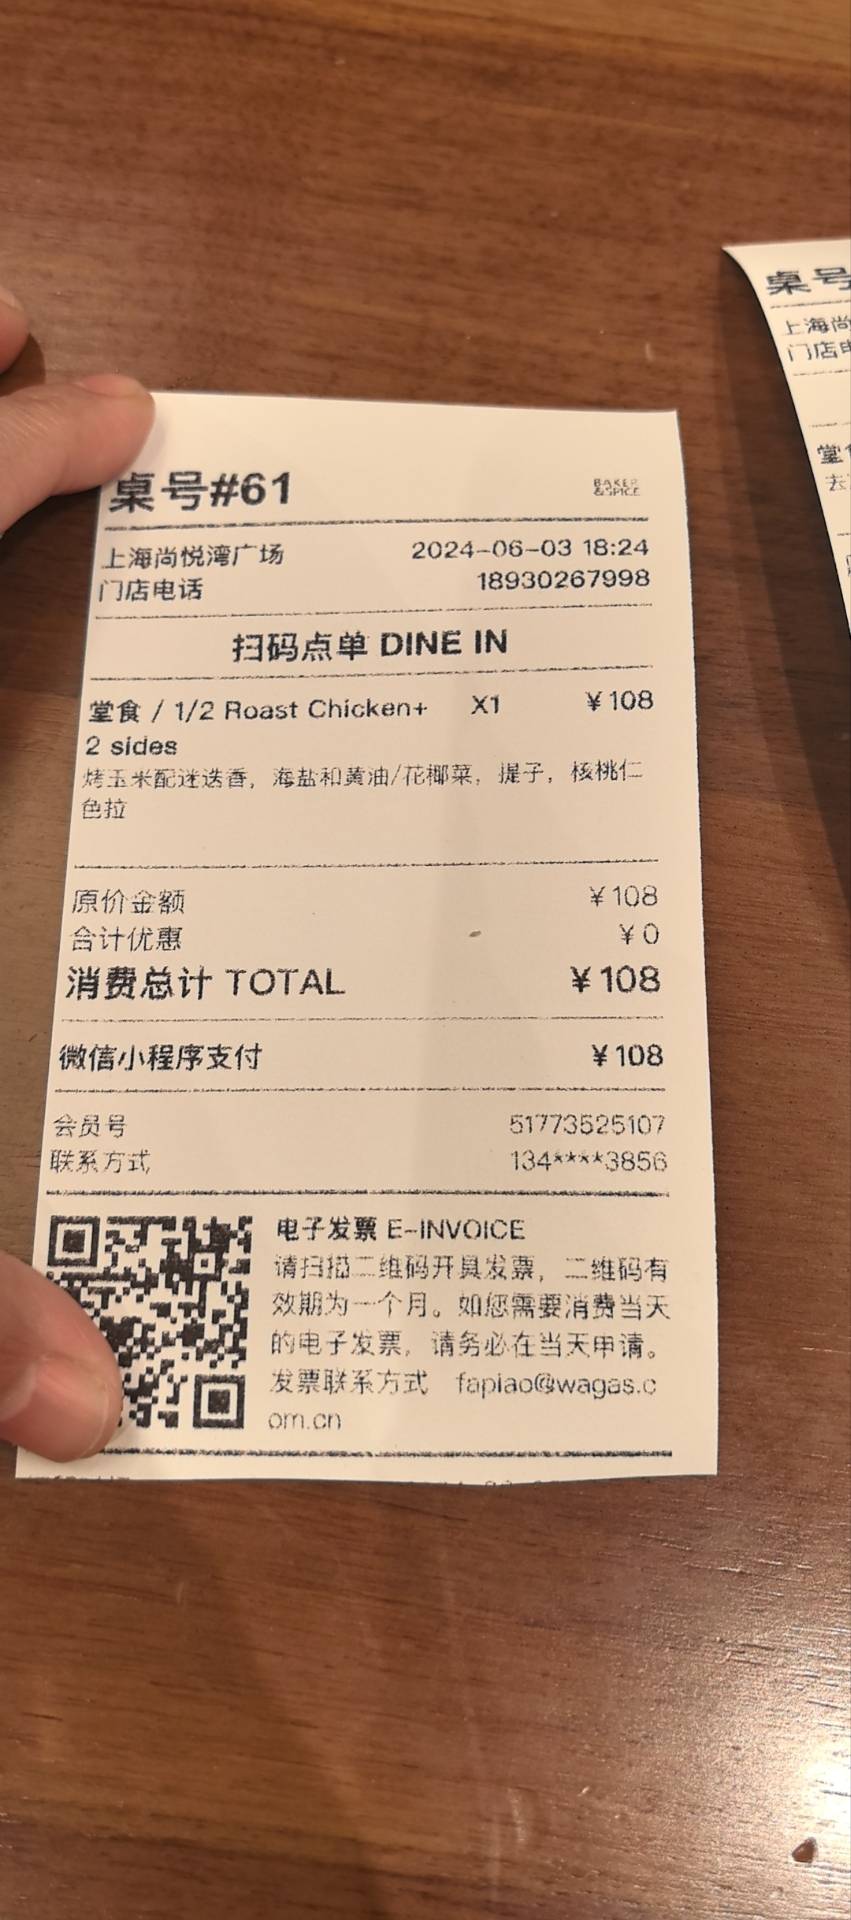 桌号#61
BAKER
&SPICE
上海尚悦湾广场 2024-06-03 18:24
门店电话 18930267998
扫码点单 DINE IN
堂食 / 1/2 Roast Chicken+ X1 ¥108
2 sides
烤玉米配迷迭香，海盐和黄油/花椰菜，提子，核桃仁
色拉
原价金额 ¥108
合计优惠 ¥0
消费总计 TOTAL ¥108
微信小程序支付 ¥108
会员号 51773525107
联系方式 134****3856
电子发票 E-INVOICE
请扫描二维码开具发票，二维码有
效期为一个月。如您需要消费当天
的电子发票，请务必在当天申请。
发票联系方式 fapiao@wagas.c
om.cn
桌号
上海尚
门店电
堂食